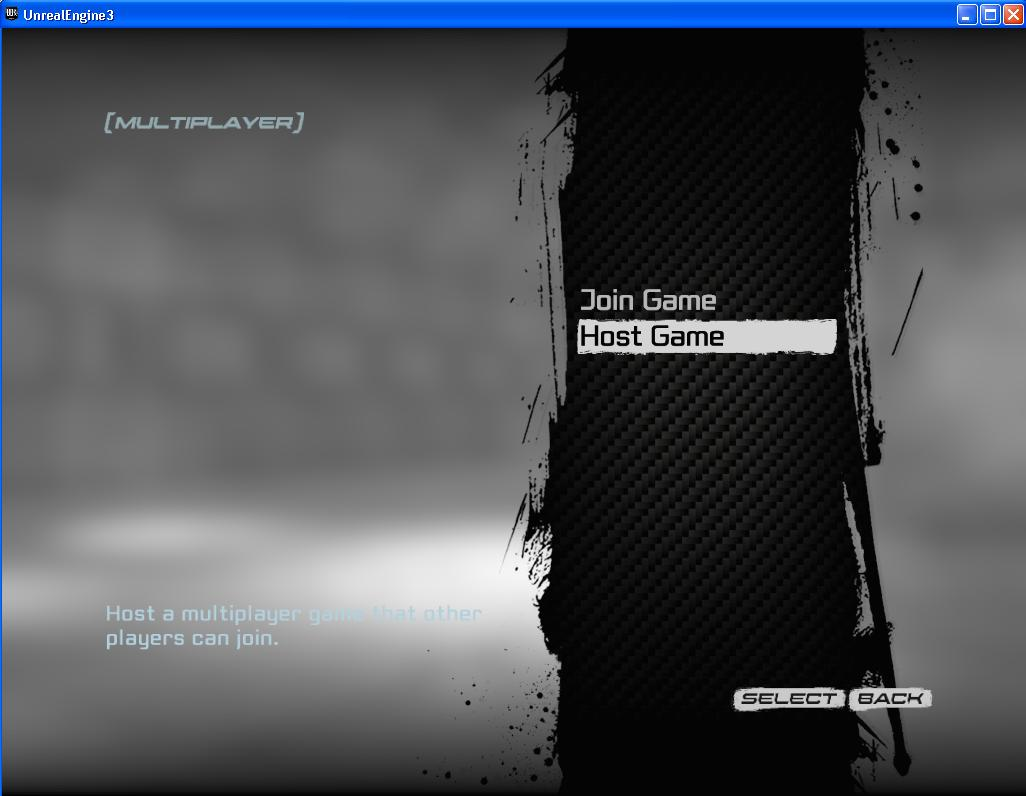 UnrealEngine3
[MULTIPLAYER]
Join Game
Host Game
Host a multiplayer game that other
players can join.
SELECT BACK